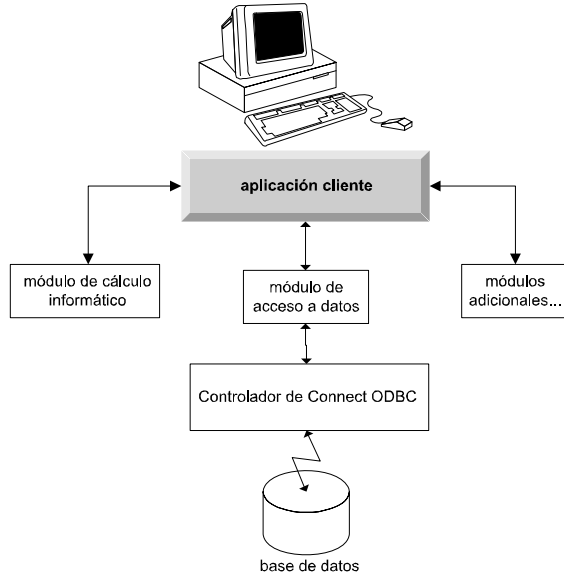 aplicación cliente
módulo de cálculo
informático
módulo de
acceso a datos
módulos
adicionales...
Controlador de Connect ODBC
base de datos